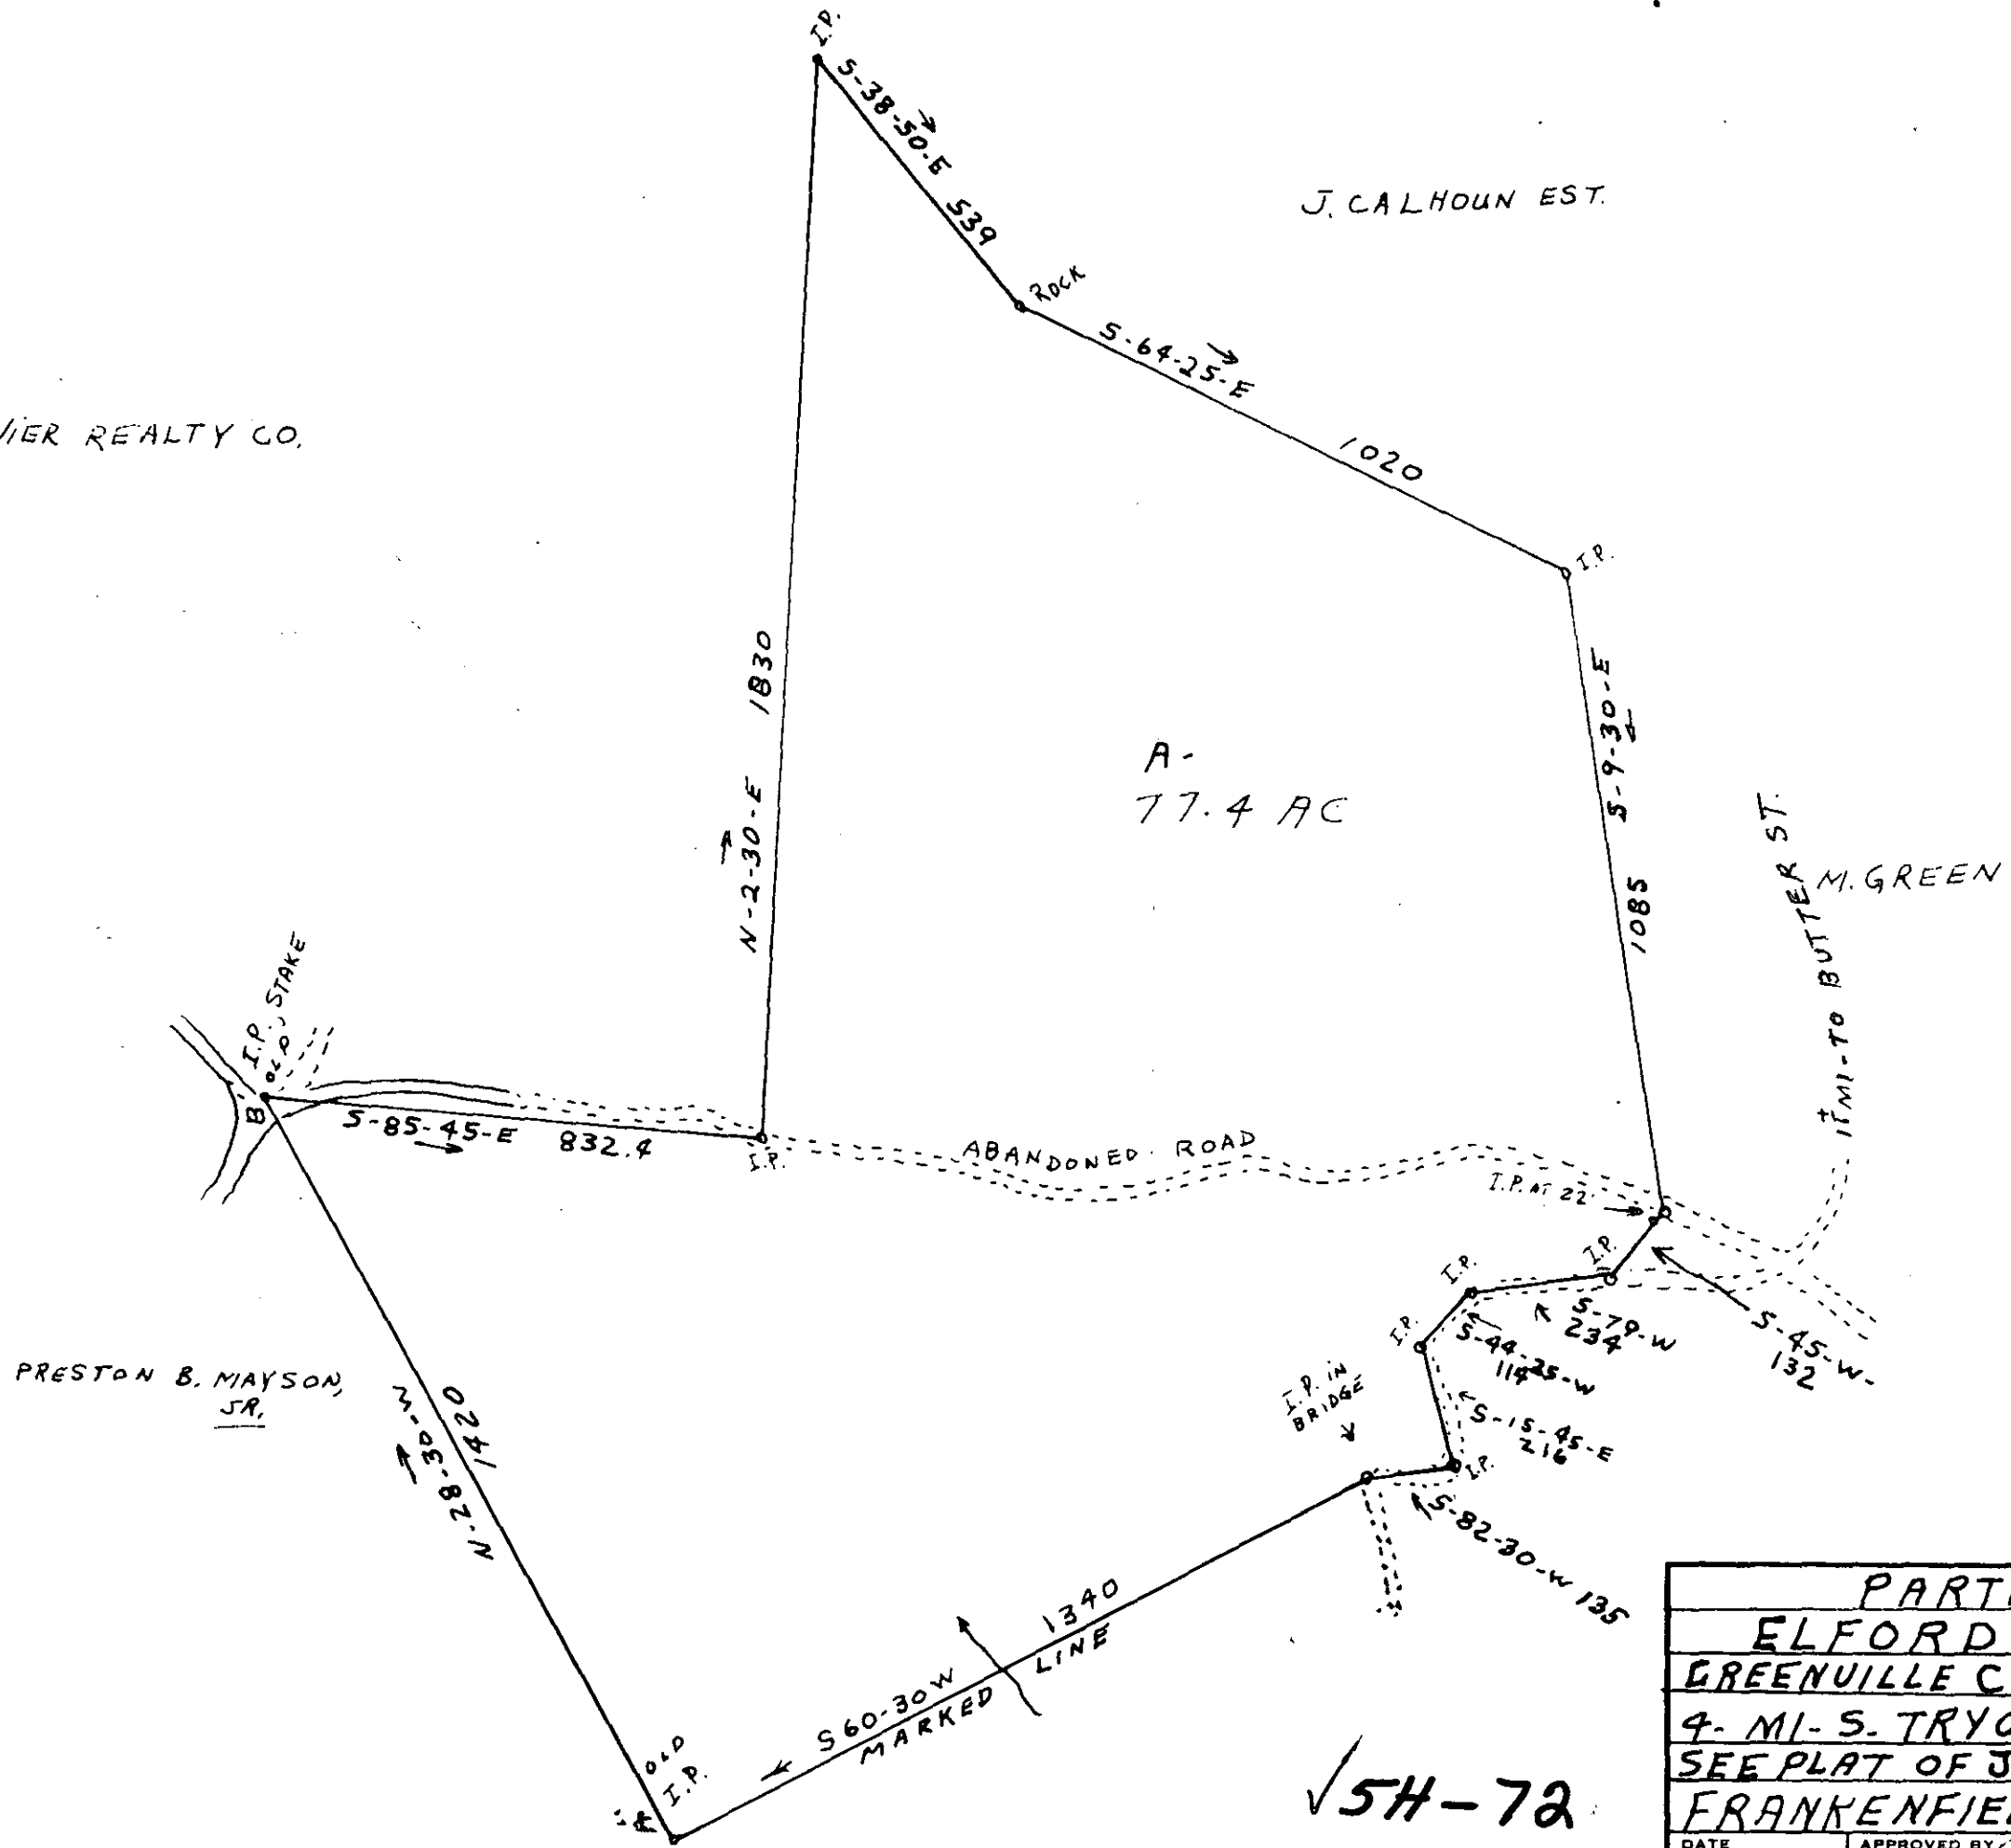 I.P.
S-38-50-E 539
J. CALHOUN EST.
ROCK
S-64-25-E 1020
REALTY CO.
I.P.
N-2-30-E 1830
S-9-30-E 1085
A-
77.4 AC
M. GREEN
1± MI-TO BUTTER ST.
I.P. STAKE
OLD
B
S-85-45-E 832.4
I.P.
ABANDONED ROAD
I.P. AT 22
I.P.
I.P.
I.P.
S-79-W
234
S-45-W-
132
S-44-25-W
114
PRESTON B. MAYSON,
JR.
N-28-30-W 1420
I.P. IN
BRIDGE
S-15-45-E
216
I.P.
S-82-30-W 135
S60-30W 1340
MARKED LINE
OLD
I.P.
√5H-72
ELFORD
GREENVILLE C
4-MI-S. TRYO
SEE PLAT OF J
FRANKENFIE
DATE
APPROVED BY